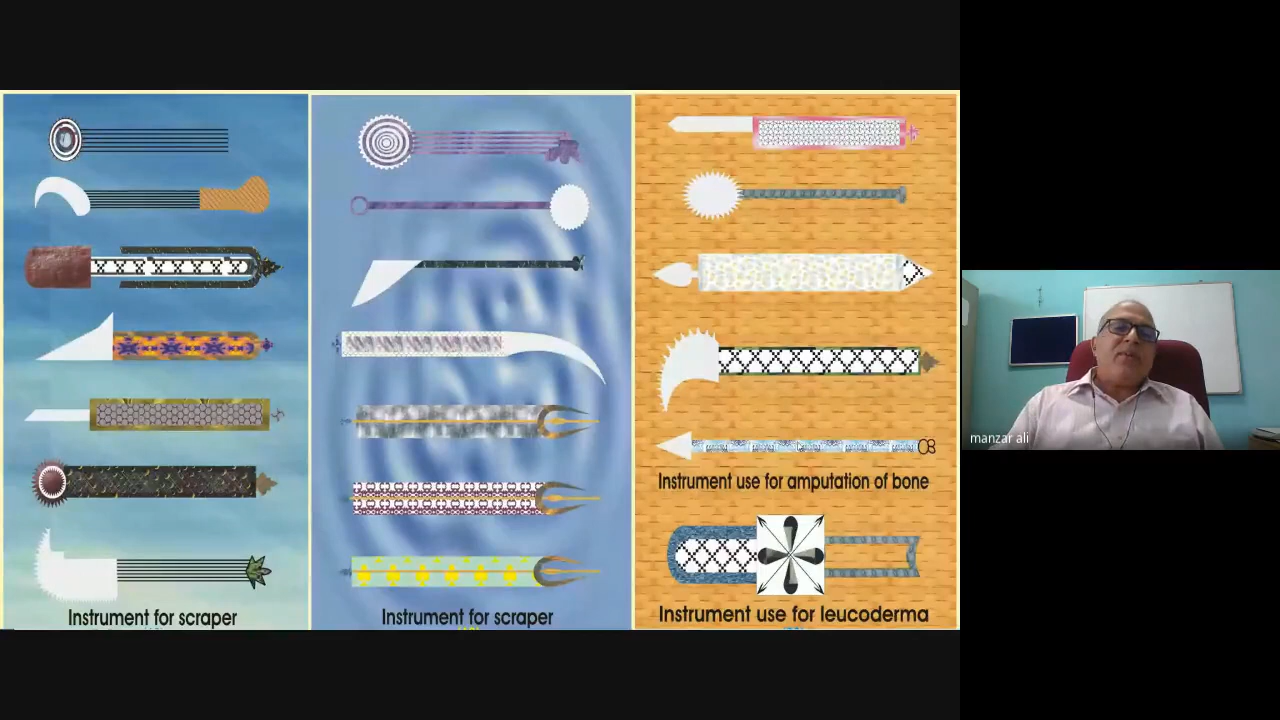 Instrument for scraper
Instrument for scraper
Instrument use for amputation of bone
Instrument use for leucoderma
manzar ali